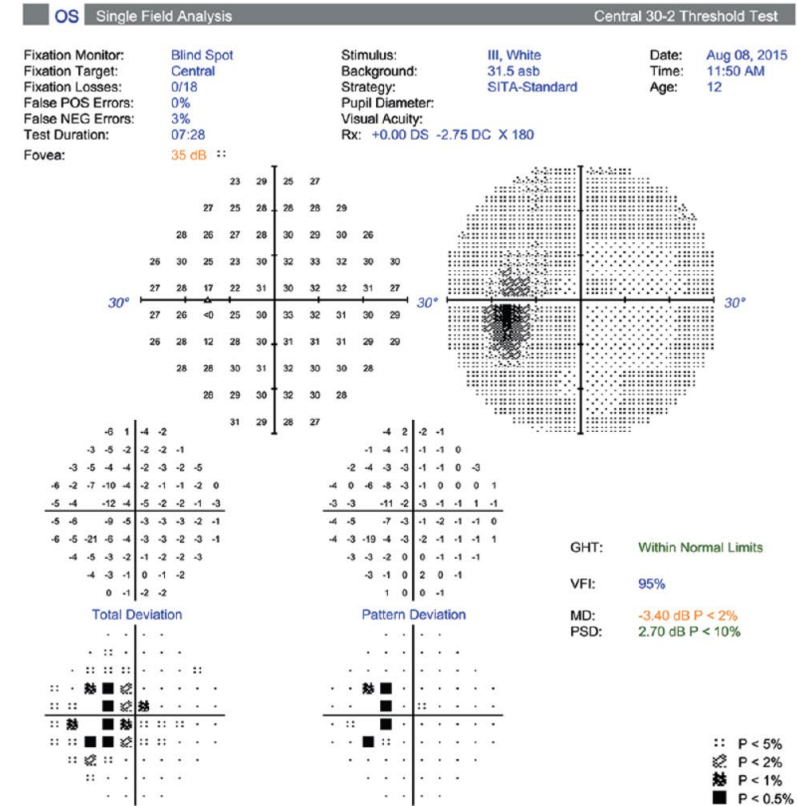 OS Single Field Analysis Central 30-2 Threshold Test
Fixation Monitor: Blind Spot Stimulus: III, White Date: Aug 08, 2015
Fixation Target: Central Background: 31.5 asb Time: 11:50 AM
Fixation Losses: 0/18 Strategy: SITA-Standard Age: 12
False POS Errors: 0% Pupil Diameter:
False NEG Errors: 3% Visual Acuity:
Test Duration: 07:28 Rx: +0.00 DS -2.75 DC X 180
Fovea: 35 dB
23 29 25 27
27 25 28 28 28 29
28 26 27 28 30 29 30 26
26 30 25 23 30 32 33 32 30 30
27 28 17 22 31 30 32 32 31 27
30° 30° 30°
27 26 <0 25 30 33 32 31 30 29
26 28 12 28 30 31 31 31 29 29
28 28 30 31 32 30 30 28
28 29 30 32 30 28
31 29 28 27
-6 1 -4 -2 -4 2 -2 -1
-3 -5 -2 -2 -2 -1 -1 -4 -1 -1 -1 0
-3 -5 -4 -4 -2 -3 -2 -5 -2 -4 -3 -3 -1 -1 0 -3
-6 -2 -7 -10 -4 -2 -1 -1 -2 0 -4 0 -6 -8 -3 -1 0 0 0 1
-5 -4 -12 -4 -5 -2 -2 -1 -3 -3 -3 -11 -2 -3 -1 -1 1 -1
-5 -6 -9 -5 -3 -3 -3 -2 -1 -4 -5 -7 -3 -1 -2 -1 -1 0
-6 -5 -21 -6 -4 -3 -3 -2 -3 -1 -4 -3 -19 -4 -3 -2 -1 -1 -1 1
-4 -5 -3 -2 -1 -2 -2 -3 -3 -3 -2 0 0 -1 -1 -1
-4 -3 -1 0 -1 -2 -3 -1 0 2 0 -1
0 -1 -2 -2 1 0 0 -1
Total Deviation Pattern Deviation
GHT: Within Normal Limits
VFI: 95%
MD: -3.40 dB P < 2%
PSD: 2.70 dB P < 10%
P < 5%
P < 2%
P < 1%
P < 0.5%